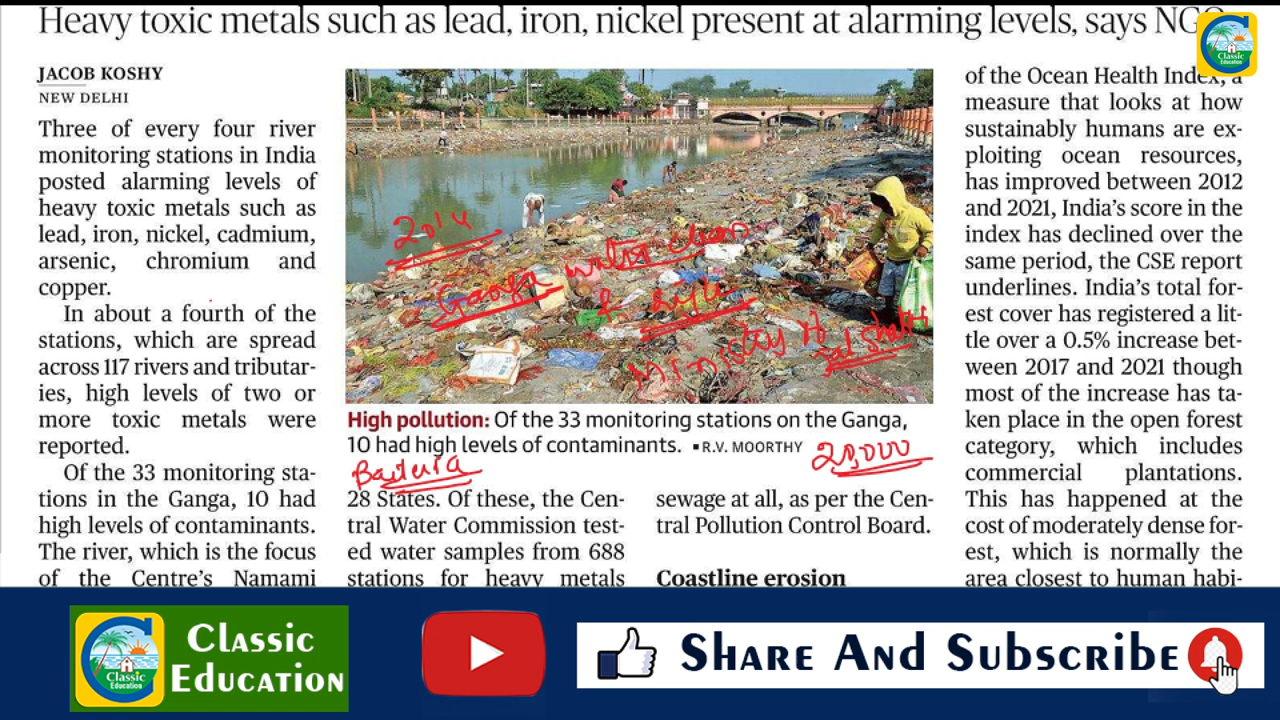 Heavy toxic metals such as lead, iron, nickel present at alarming levels, says NGO
JACOB KOSHY
NEW DELHI
Three of every four river
monitoring stations in India
posted alarming levels of
heavy toxic metals such as
lead, iron, nickel, cadmium,
arsenic, chromium and
copper.
In about a fourth of the
stations, which are spread
across 117 rivers and tributar-
ies, high levels of two or
more toxic metals were
reported.
Of the 33 monitoring sta-
tions in the Ganga, 10 had
high levels of contaminants.
The river, which is the focus
of the Centre's Namami
2014
Ganga water clean
&
Ministry of
High pollution: Of the 33 monitoring stations on the Ganga,
10 had high levels of contaminants. ▪ R.V. MOORTHY
20,000
28 States. Of these, the Cen-
tral Water Commission test-
ed water samples from 688
stations for heavy metals
sewage at all, as per the Cen-
tral Pollution Control Board.
Coastline erosion
of the Ocean Health Index, a
measure that looks at how
sustainably humans are ex-
ploiting ocean resources,
has improved between 2012
and 2021, India's score in the
index has declined over the
same period, the CSE report
underlines. India's total for-
est cover has registered a lit-
tle over a 0.5% increase bet-
ween 2017 and 2021 though
most of the increase has ta-
ken place in the open forest
category, which includes
commercial plantations.
This has happened at the
cost of moderately dense for-
est, which is normally the
area closest to human habi-
Classic
Education
Classic
Education
Classic
Education
Share And Subscribe